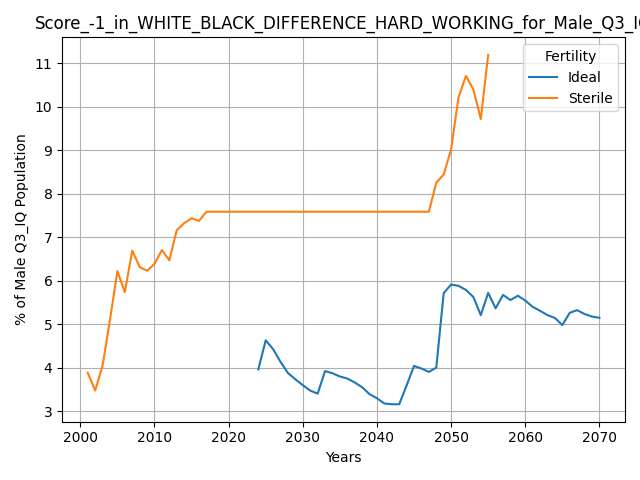 Score_-1_in_WHITE_BLACK_DIFFERENCE_HARD_WORKING_for_Male_Q3_IQ
Fertility
Ideal
Sterile
% of Male Q3_IQ Population
11
10
9
8
7
6
5
4
3
2000 2010 2020 2030 2040 2050 2060 2070
Years